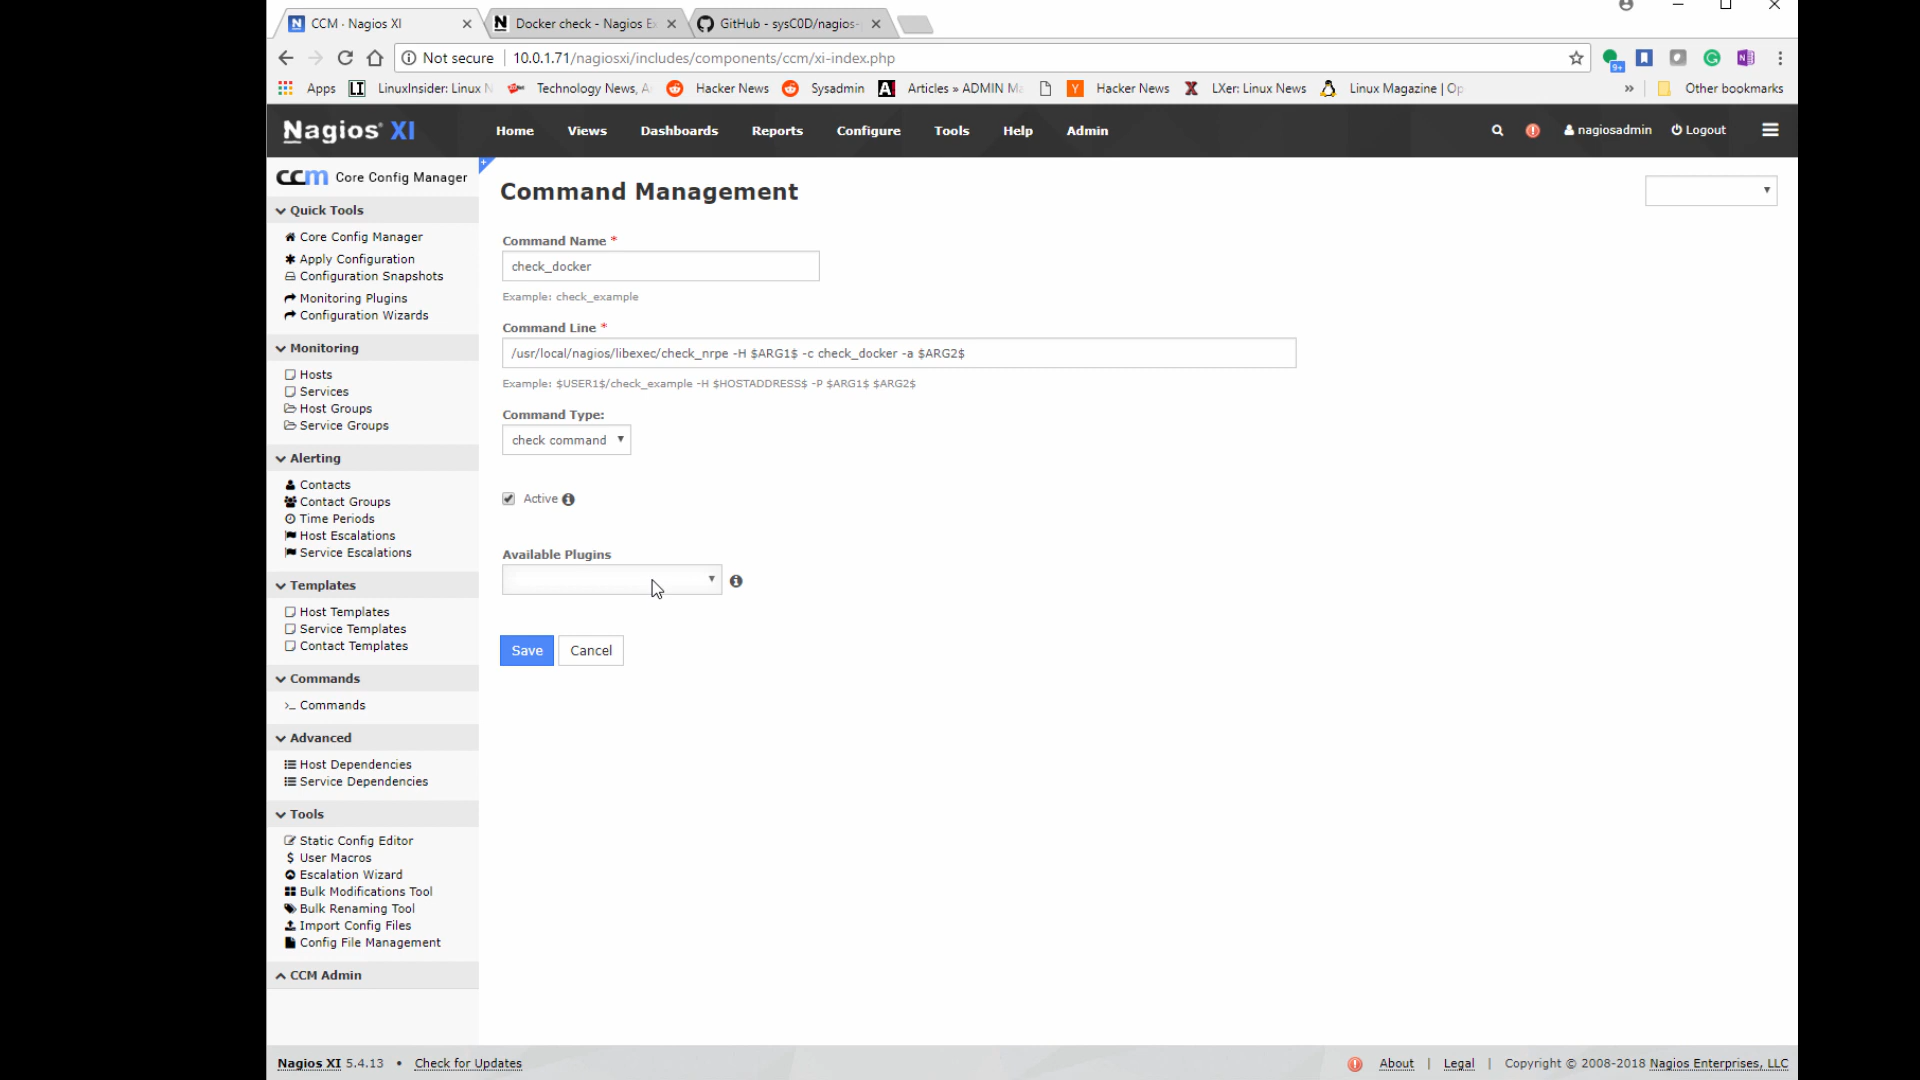 CCM · Nagios XI
Docker check - Nagios E
GitHub - sysC0D/nagios-
Not secure
10.0.1.71/nagiosxi/includes/components/ccm/xi-index.php
9+
Apps
LI LinuxInsider: Linux N
Technology News, A
Hacker News
Sysadmin
Articles » ADMIN Ma
Y Hacker News
X LXer: Linux News
Linux Magazine | Op
»
Other bookmarks
Nagios® XI
Home
Views
Dashboards
Reports
Configure
Tools
Help
Admin
nagiosadmin
Logout
ccm Core Config Manager
Quick Tools
Core Config Manager
Apply Configuration
Configuration Snapshots
Monitoring Plugins
Configuration Wizards
Monitoring
Hosts
Services
Host Groups
Service Groups
Alerting
Contacts
Contact Groups
Time Periods
Host Escalations
Service Escalations
Templates
Host Templates
Service Templates
Contact Templates
Commands
>_ Commands
Advanced
Host Dependencies
Service Dependencies
Tools
Static Config Editor
$ User Macros
Escalation Wizard
Bulk Modifications Tool
Bulk Renaming Tool
Import Config Files
Config File Management
CCM Admin
Command Management
Command Name *
check_docker
Example: check_example
Command Line *
/usr/local/nagios/libexec/check_nrpe -H $ARG1$ -c check_docker -a $ARG2$
Example: $USER1$/check_example -H $HOSTADDRESS$ -P $ARG1$ $ARG2$
Command Type:
check command
Active
Available Plugins
Save
Cancel
Nagios XI 5.4.13 • Check for Updates
About | Legal | Copyright © 2008-2018 Nagios Enterprises, LLC